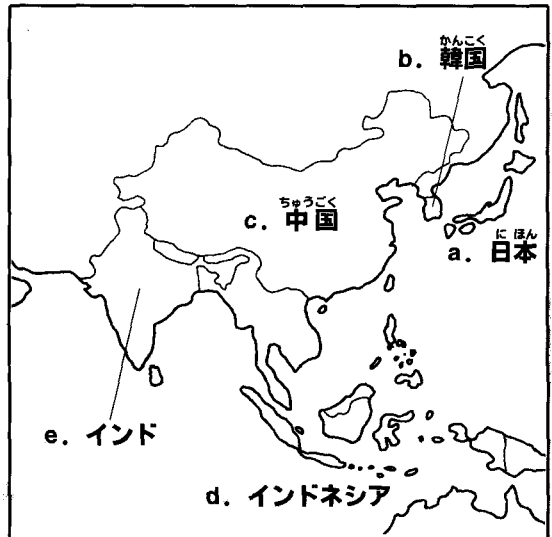 かんこく
b. 韓国
ちゅうごく
c. 中国
にほん
a. 日本
e. インド
d. インドネシア